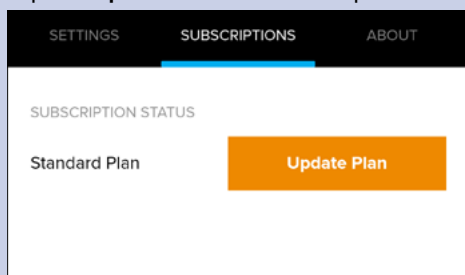 SETTINGS SUBSCRIPTIONS ABOUT
SUBSCRIPTION STATUS
Standard Plan Update Plan